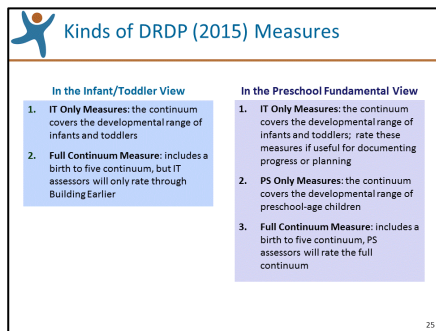 Kinds of DRDP (2015) Measures
In the Infant/Toddler View
1. IT Only Measures: the continuum
covers the developmental range of
infants and toddlers
2. Full Continuum Measure: includes a
birth to five continuum, but IT
assessors will only rate through
Building Earlier
In the Preschool Fundamental View
1. IT Only Measures: the continuum
covers the developmental range of
infants and toddlers; rate these
measures if useful for documenting
progress or planning
2. PS Only Measures: the continuum
covers the developmental range of
preschool-age children
3. Full Continuum Measure: includes a
birth to five continuum, PS
assessors will rate the full
continuum
25